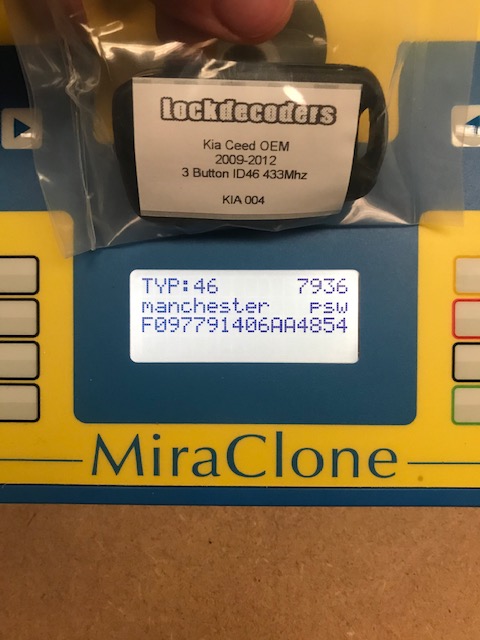 lockdecoders
Kia Ceed OEM
2009-2012
3 Button ID46 433Mhz
KIA 004
TYP:46 7936
manchester psw
F097791406AA4854
MiraClone